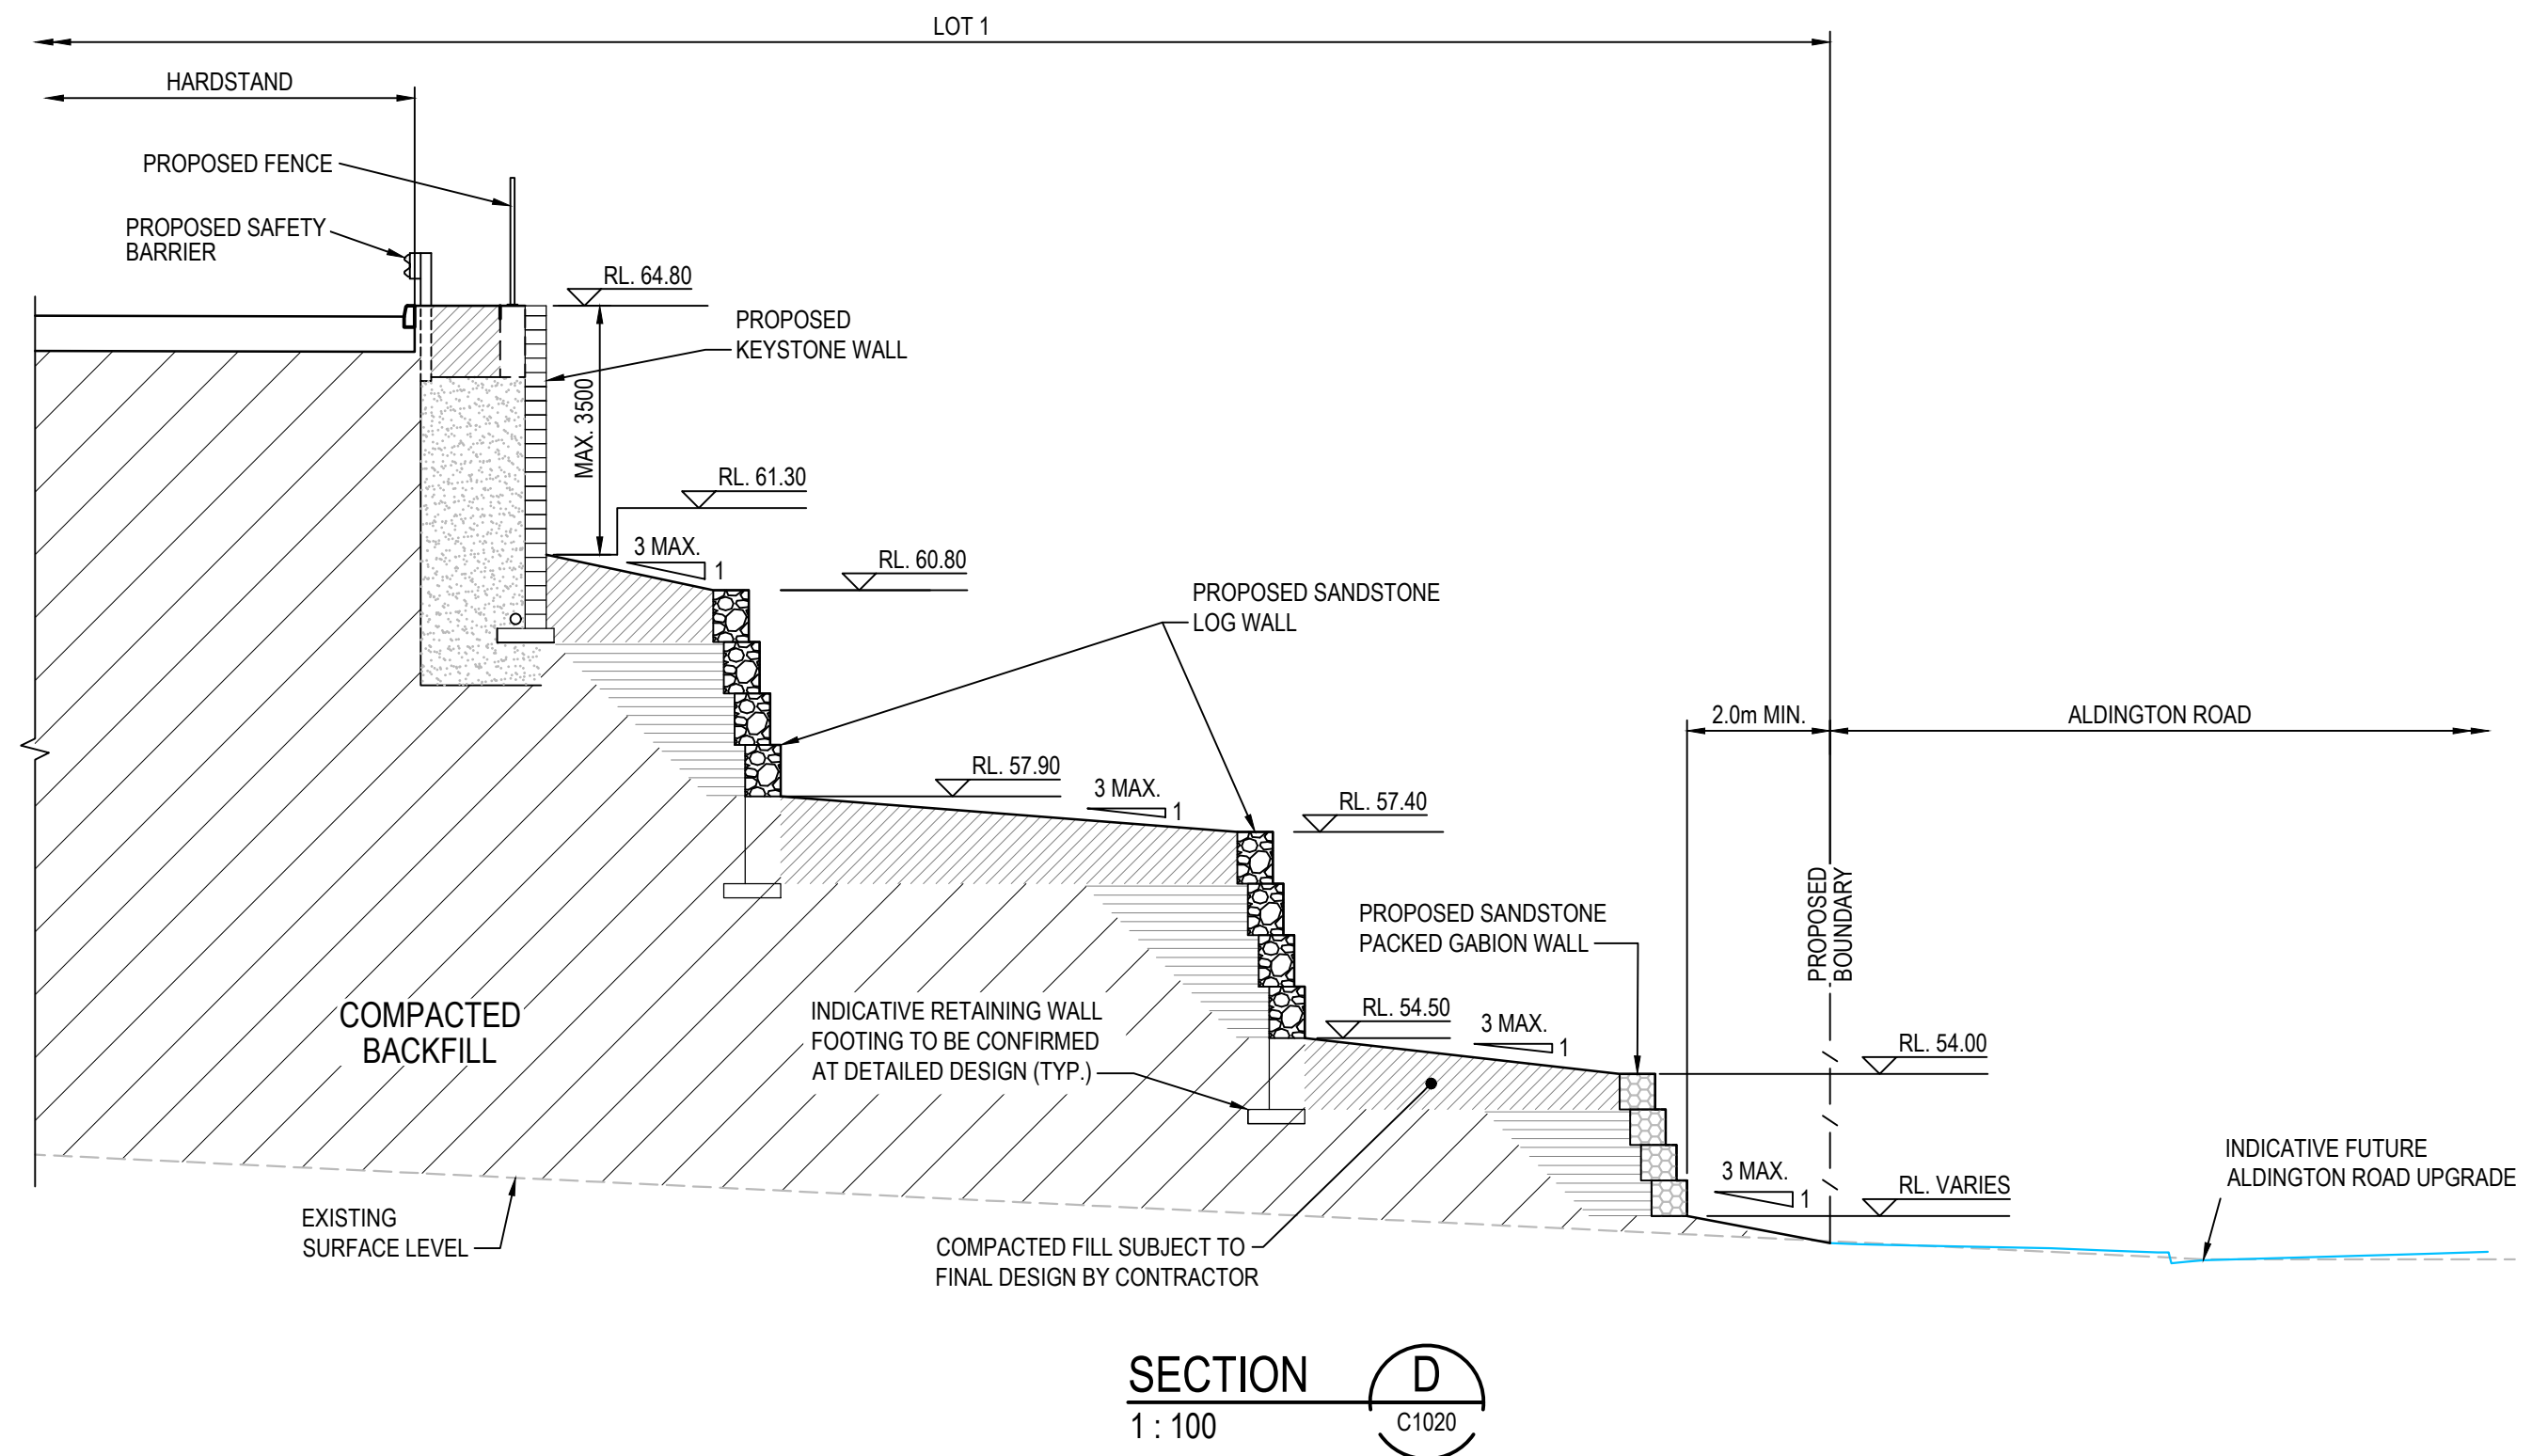 LOT 1
HARDSTAND
PROPOSED FENCE
PROPOSED SAFETY
BARRIER
RL. 64.80
PROPOSED
KEYSTONE WALL
MAX. 3500
RL. 61.30
3 MAX.
1
RL. 60.80
PROPOSED SANDSTONE
LOG WALL
2.0m MIN.
ALDINGTON ROAD
RL. 57.90
3 MAX.
1
RL. 57.40
PROPOSED
BOUNDARY
PROPOSED SANDSTONE
PACKED GABION WALL
COMPACTED
BACKFILL
INDICATIVE RETAINING WALL
FOOTING TO BE CONFIRMED
AT DETAILED DESIGN (TYP.)
RL. 54.50
3 MAX.
1
RL. 54.00
3 MAX.
1
RL. VARIES
INDICATIVE FUTURE
ALDINGTON ROAD UPGRADE
EXISTING
SURFACE LEVEL
COMPACTED FILL SUBJECT TO
FINAL DESIGN BY CONTRACTOR
SECTION
1 : 100
D
C1020